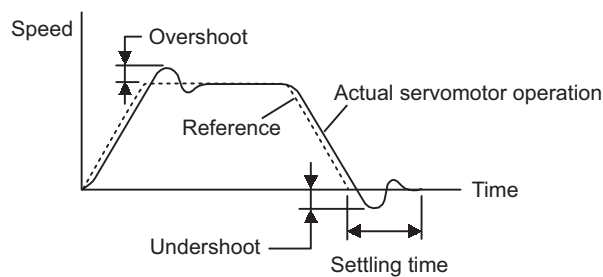 Speed
Overshoot
Actual servomotor operation
Reference
Time
Undershoot
Settling time